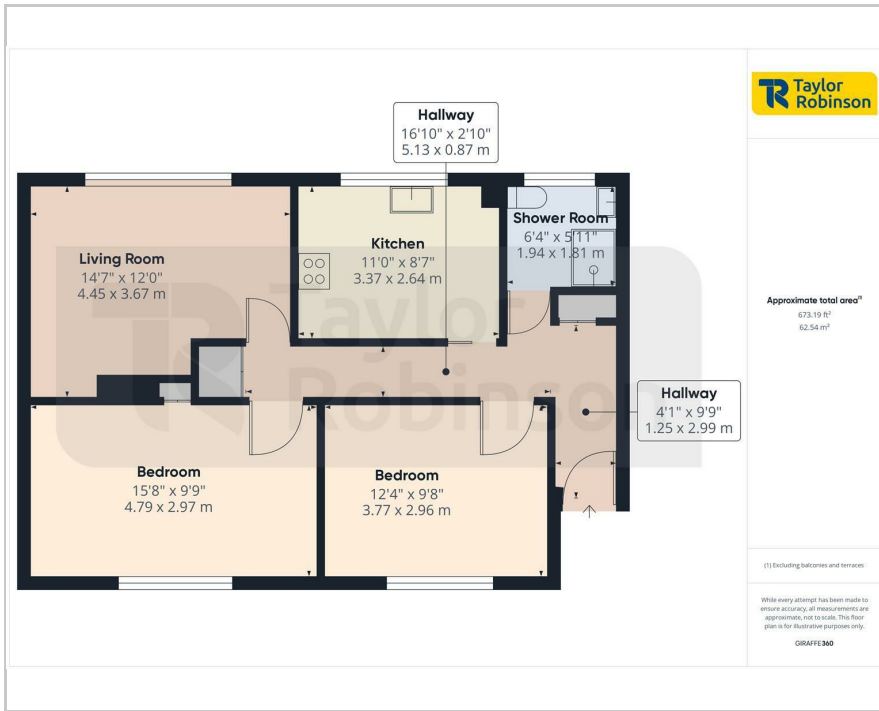 Hallway
16'10" x 2'10"
5.13 x 0.87 m
Living Room
14'7" x 12'0"
4.45 x 3.67 m
Kitchen
11'0" x 8'7"
3.37 x 2.64 m
Shower Room
6'4" x 5'11"
1.94 x 1.81 m
Hallway
4'1" x 9'9"
1.25 x 2.99 m
Bedroom
15'8" x 9'9"
4.79 x 2.97 m
Bedroom
12'4" x 9'8"
3.77 x 2.96 m
Taylor
Robinson
TR Taylor
Robinson
Approximate total area(1)
673.19 ft²
62.54 m²
(1) Excluding balconies and terraces
While every attempt has been made to
ensure accuracy, all measurements are
approximate, not to scale. This floor
plan is for illustrative purposes only.
GIRAFFE360